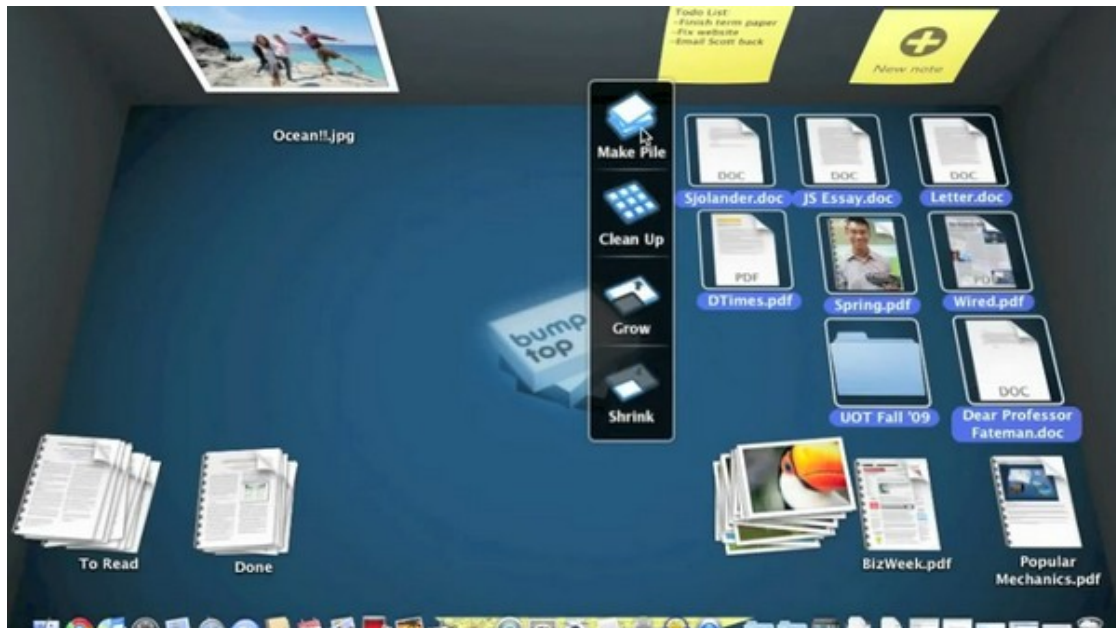 Todo List:
-Finish term paper
-Fix website
-Email Scott back
New note
Ocean!!.jpg
Make Pile
Clean Up
Grow
Shrink
bump
top
DOC
DOC
DOC
Sjolander.doc
JS Essay.doc
Letter.doc
PDF
PDF
DTimes.pdf
Spring.pdf
Wired.pdf
DOC
UOT Fall '09
Dear Professor
Fateman.doc
To Read
Done
BizWeek.pdf
Popular
Mechanics.pdf